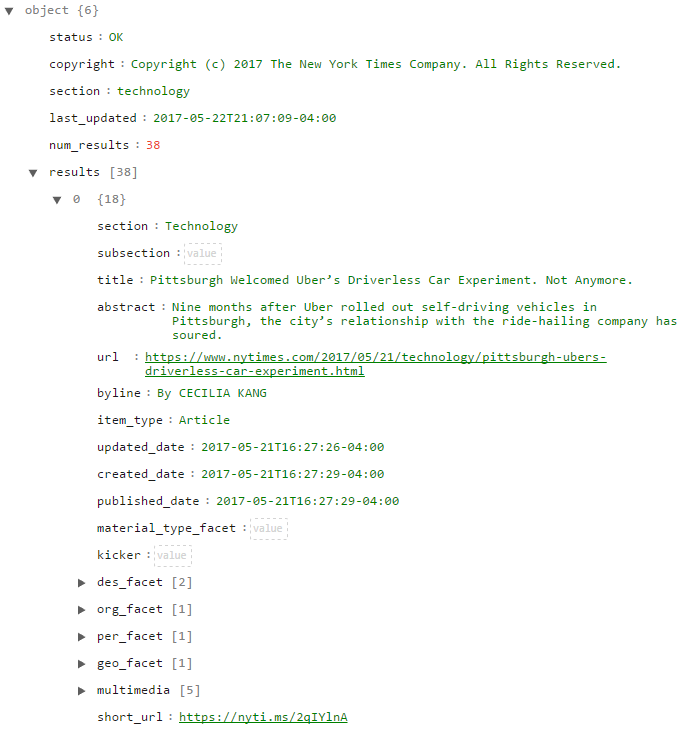 object {6}
status : OK
copyright : Copyright (c) 2017 The New York Times Company. All Rights Reserved.
section : technology
last_updated : 2017-05-22T21:07:09-04:00
num_results : 38
results [38]
0 {18}
section : Technology
subsection : value
title : Pittsburgh Welcomed Uber’s Driverless Car Experiment. Not Anymore.
abstract : Nine months after Uber rolled out self-driving vehicles in
Pittsburgh, the city’s relationship with the ride-hailing company has
soured.
url : https://www.nytimes.com/2017/05/21/technology/pittsburgh-ubers-
driverless-car-experiment.html
byline : By CECILIA KANG
item_type : Article
updated_date : 2017-05-21T16:27:26-04:00
created_date : 2017-05-21T16:27:29-04:00
published_date : 2017-05-21T16:27:29-04:00
material_type_facet : value
kicker : value
des_facet [2]
org_facet [1]
per_facet [1]
geo_facet [1]
multimedia [5]
short_url : https://nyti.ms/2qIYlnA